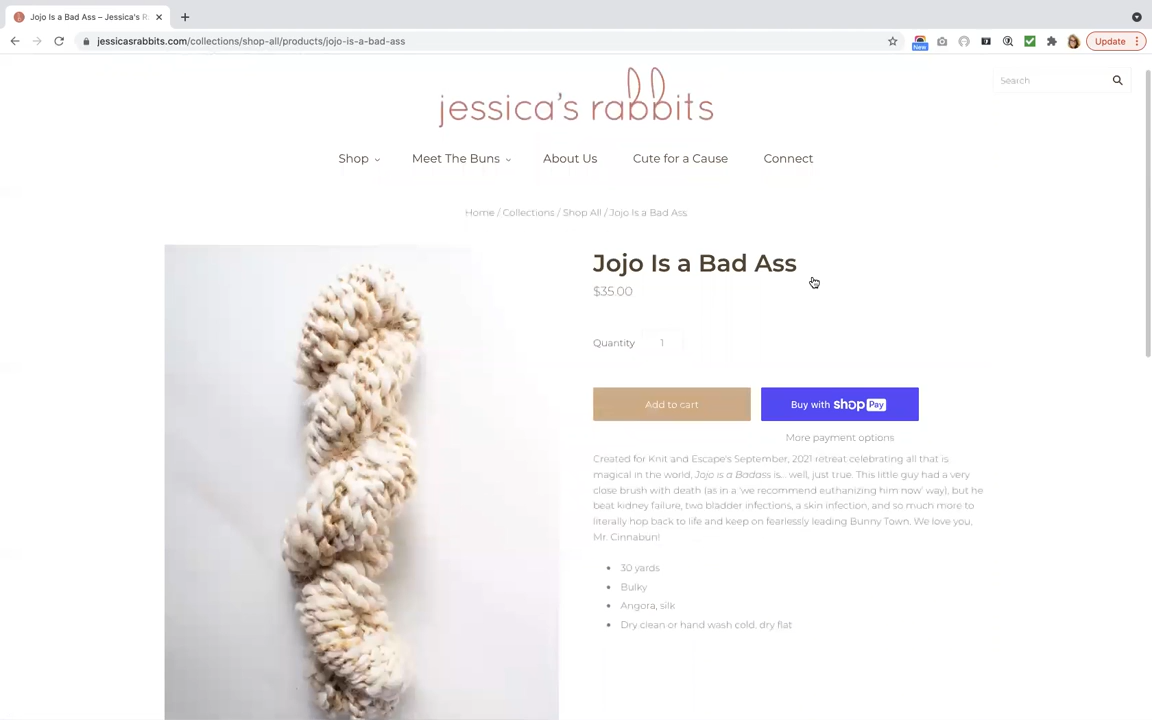 Jojo Is a Bad Ass – Jessica's R
jessicasrabbits.com/collections/shop-all/products/jojo-is-a-bad-ass
New
Update
jessica's rabbits
Search
Shop
Meet The Buns
About Us
Cute for a Cause
Connect
Home / Collections / Shop All / Jojo Is a Bad Ass
Jojo Is a Bad Ass
$35.00
Quantity 1
Add to cart
Buy with shop Pay
More payment options
Created for Knit and Escape's September, 2021 retreat celebrating all that is
magical in the world, Jojo is a Badass is... well, just true. This little guy had a very
close brush with death (as in a 'we recommend euthanizing him now' way), but he
beat kidney failure, two bladder infections, a skin infection, and so much more to
literally hop back to life and keep on fearlessly leading Bunny Town. We love you,
Mr. Cinnabun!
30 yards
Bulky
Angora, silk
Dry clean or hand wash cold, dry flat